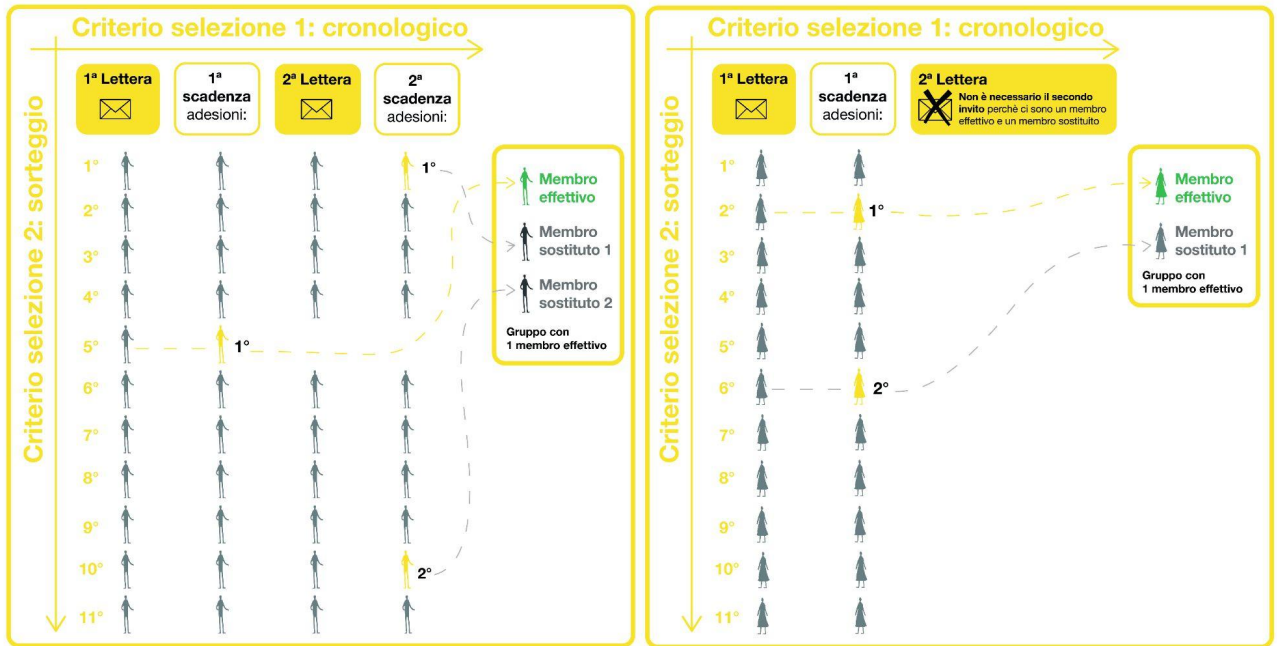 Criterio selezione 1: cronologico
Criterio selezione 2: sorteggio
1ª Lettera
1ª
scadenza
adesioni:
2ª Lettera
2ª
scadenza
adesioni:
1°
2°
3°
4°
5°
6°
7°
8°
9°
10°
11°
1°
1°
2°
Membro
effettivo
Membro
sostituto 1
Membro
sostituto 2
Gruppo con
1 membro effettivo
Criterio selezione 1: cronologico
Criterio selezione 2: sorteggio
1ª Lettera
1ª
scadenza
adesioni:
2ª Lettera
Non è necessario il secondo
invito perchè ci sono un membro
effettivo e un membro sostituito
1°
2°
3°
4°
5°
6°
7°
8°
9°
10°
11°
1°
2°
Membro
effettivo
Membro
sostituto 1
Gruppo con
1 membro effettivo